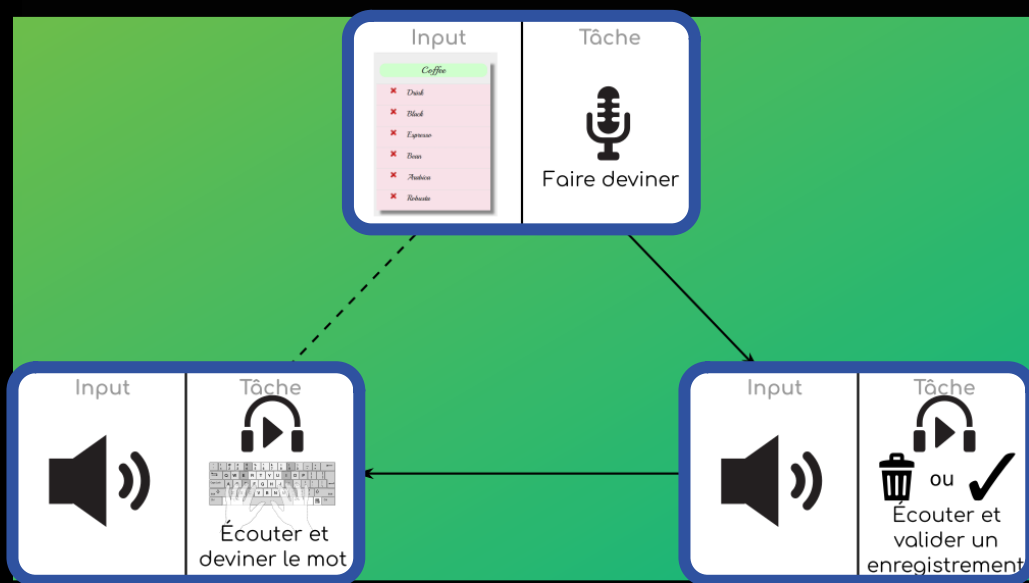 Input
Tâche
Coffee
Drink
Black
Espresso
Bean
Arabica
Robusta
Faire deviner
Input
Tâche
Écouter et
deviner le mot
Input
Tâche
ou
Écouter et
valider un
enregistrement